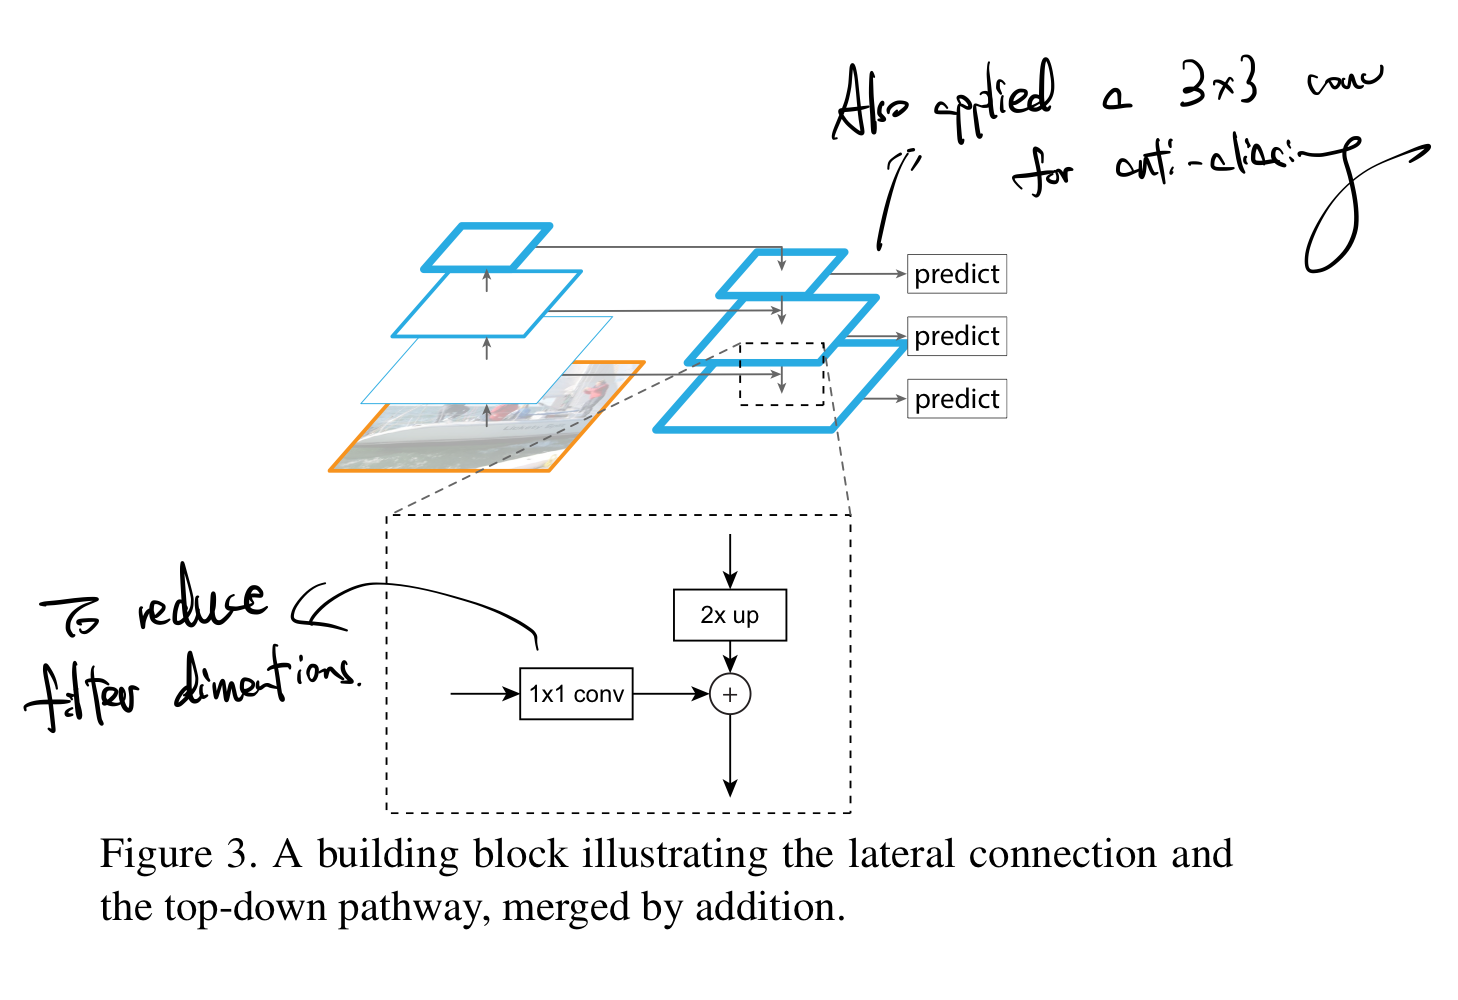 Also applied a 3x3 conv
for anti-aliasing
predict
predict
predict
To reduce
filter dimentions.
2x up
1x1 conv
+
Figure 3. A building block illustrating the lateral connection and
the top-down pathway, merged by addition.